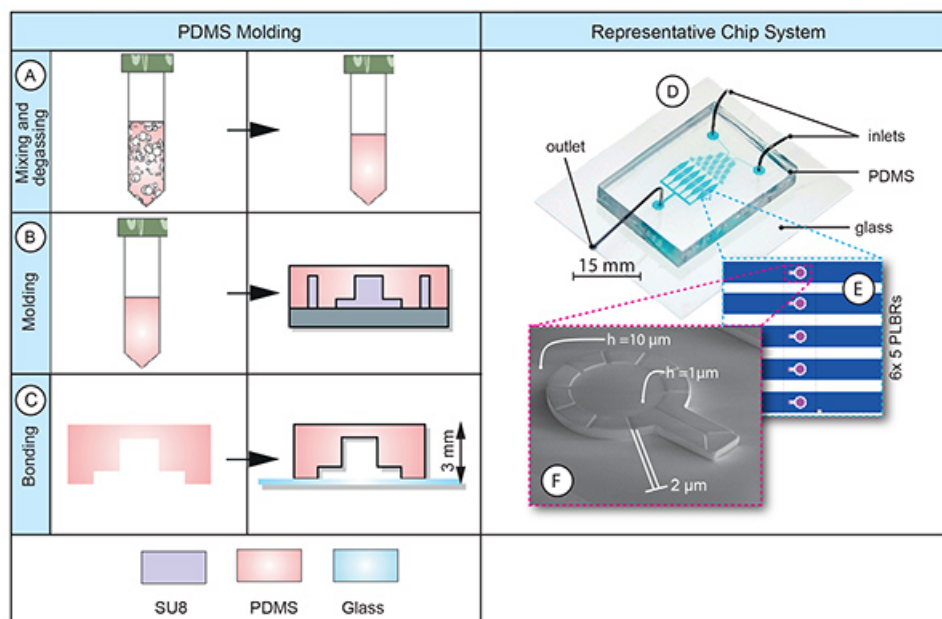 PDMS Molding
Representative Chip System
A
Mixing and
degassing
B
Molding
C
Bonding
3 mm
SU8
PDMS
Glass
D
outlet
inlets
PDMS
glass
15 mm
E
6x 5 PLBRs
h =10 µm
h =1µm
2 µm
F